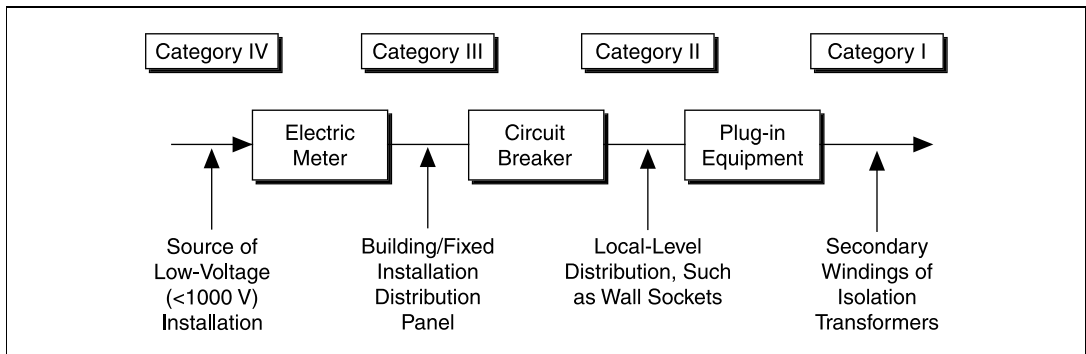 Category IV
Category III
Category II
Category I
Electric
Meter
Circuit
Breaker
Plug-in
Equipment
Source of
Low-Voltage
(<1000 V)
Installation
Building/Fixed
Installation
Distribution
Panel
Local-Level
Distribution, Such
as Wall Sockets
Secondary
Windings of
Isolation
Transformers